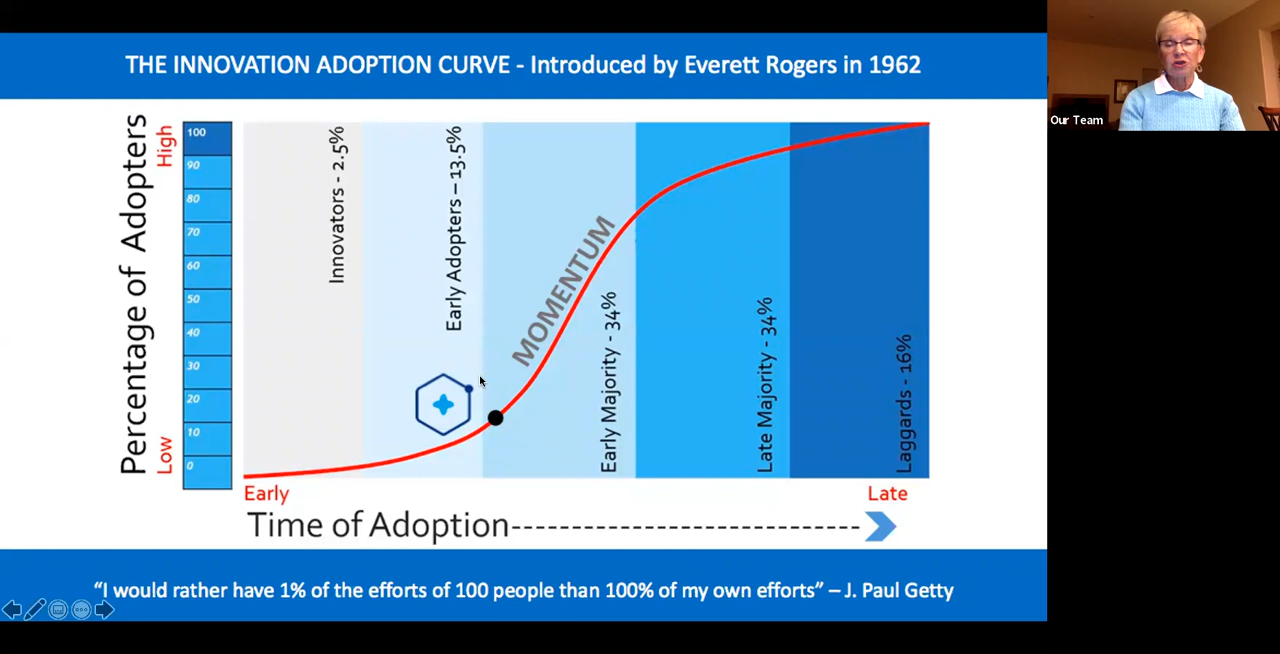 THE INNOVATION ADOPTION CURVE - Introduced by Everett Rogers in 1962
Our Team
Percentage of Adopters
High
Low
100
90
80
70
60
50
40
30
20
10
0
Innovators - 2.5%
Early Adopters – 13.5%
MOMENTUM
Early Majority - 34%
Late Majority - 34%
Laggards - 16%
Early
Late
Time of Adoption
“I would rather have 1% of the efforts of 100 people than 100% of my own efforts” – J. Paul Getty